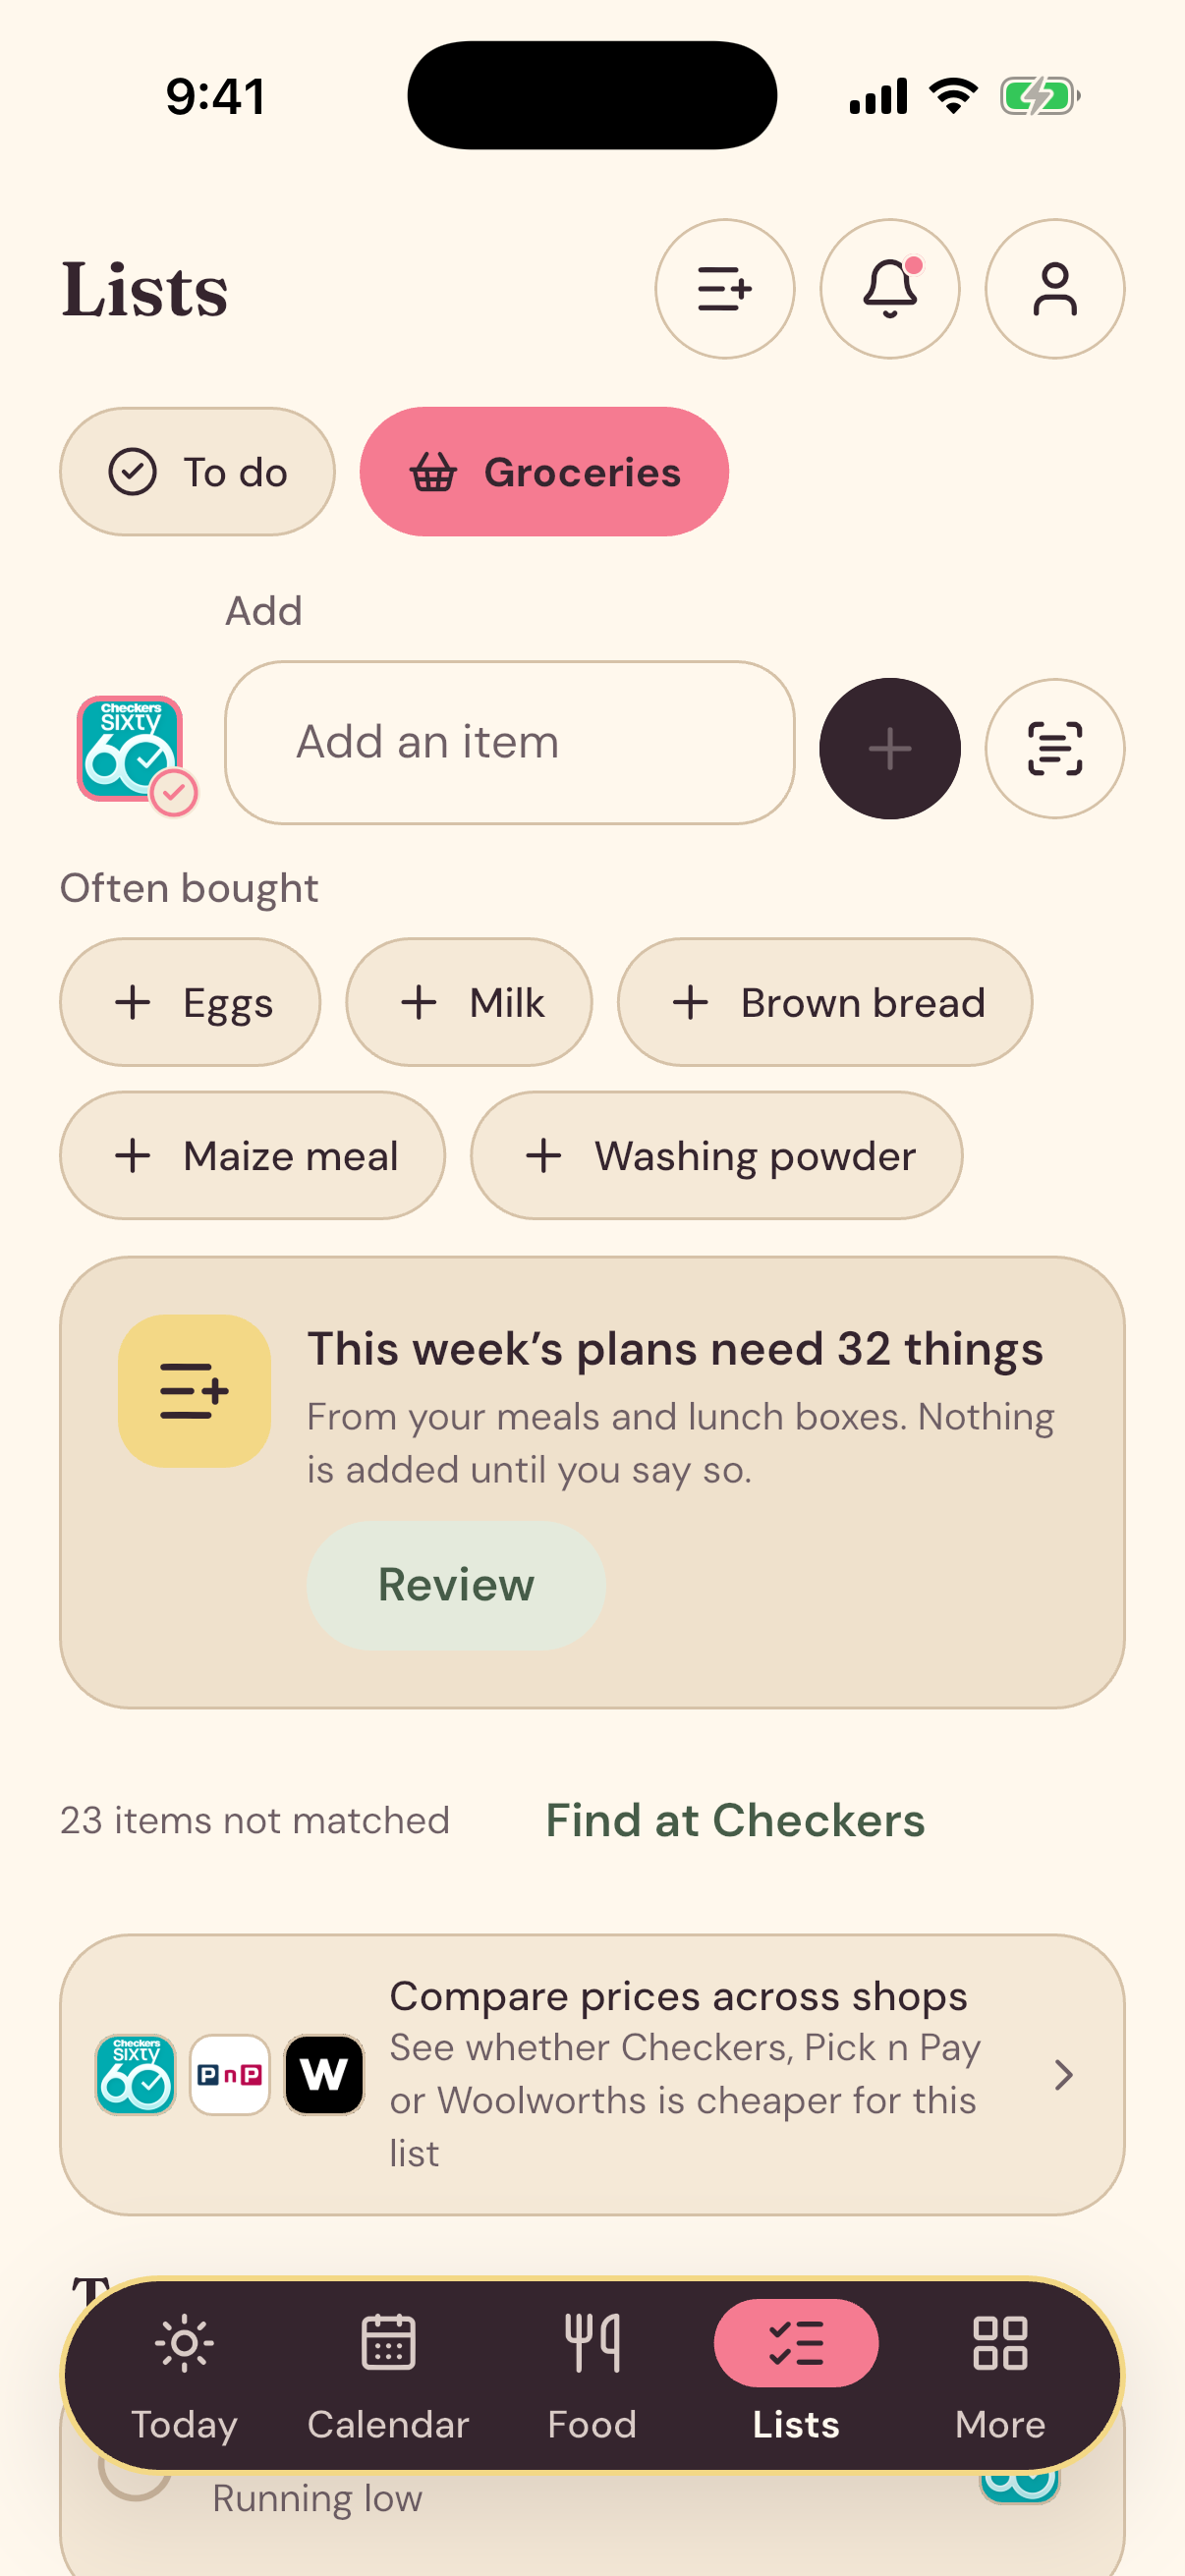 9:41
Lists
To do
Groceries
Add
Checkers
SIXTY
60
Add an item
Often bought
Eggs
Milk
Brown bread
Maize meal
Washing powder
This week’s plans need 32 things
From your meals and lunch boxes. Nothing
is added until you say so.
Review
23 items not matched
Find at Checkers
Compare prices across shops
Checkers
SIXTY
60
PnP
W
See whether Checkers, Pick n Pay
or Woolworths is cheaper for this
list
Today
Calendar
Food
Lists
More
Running low